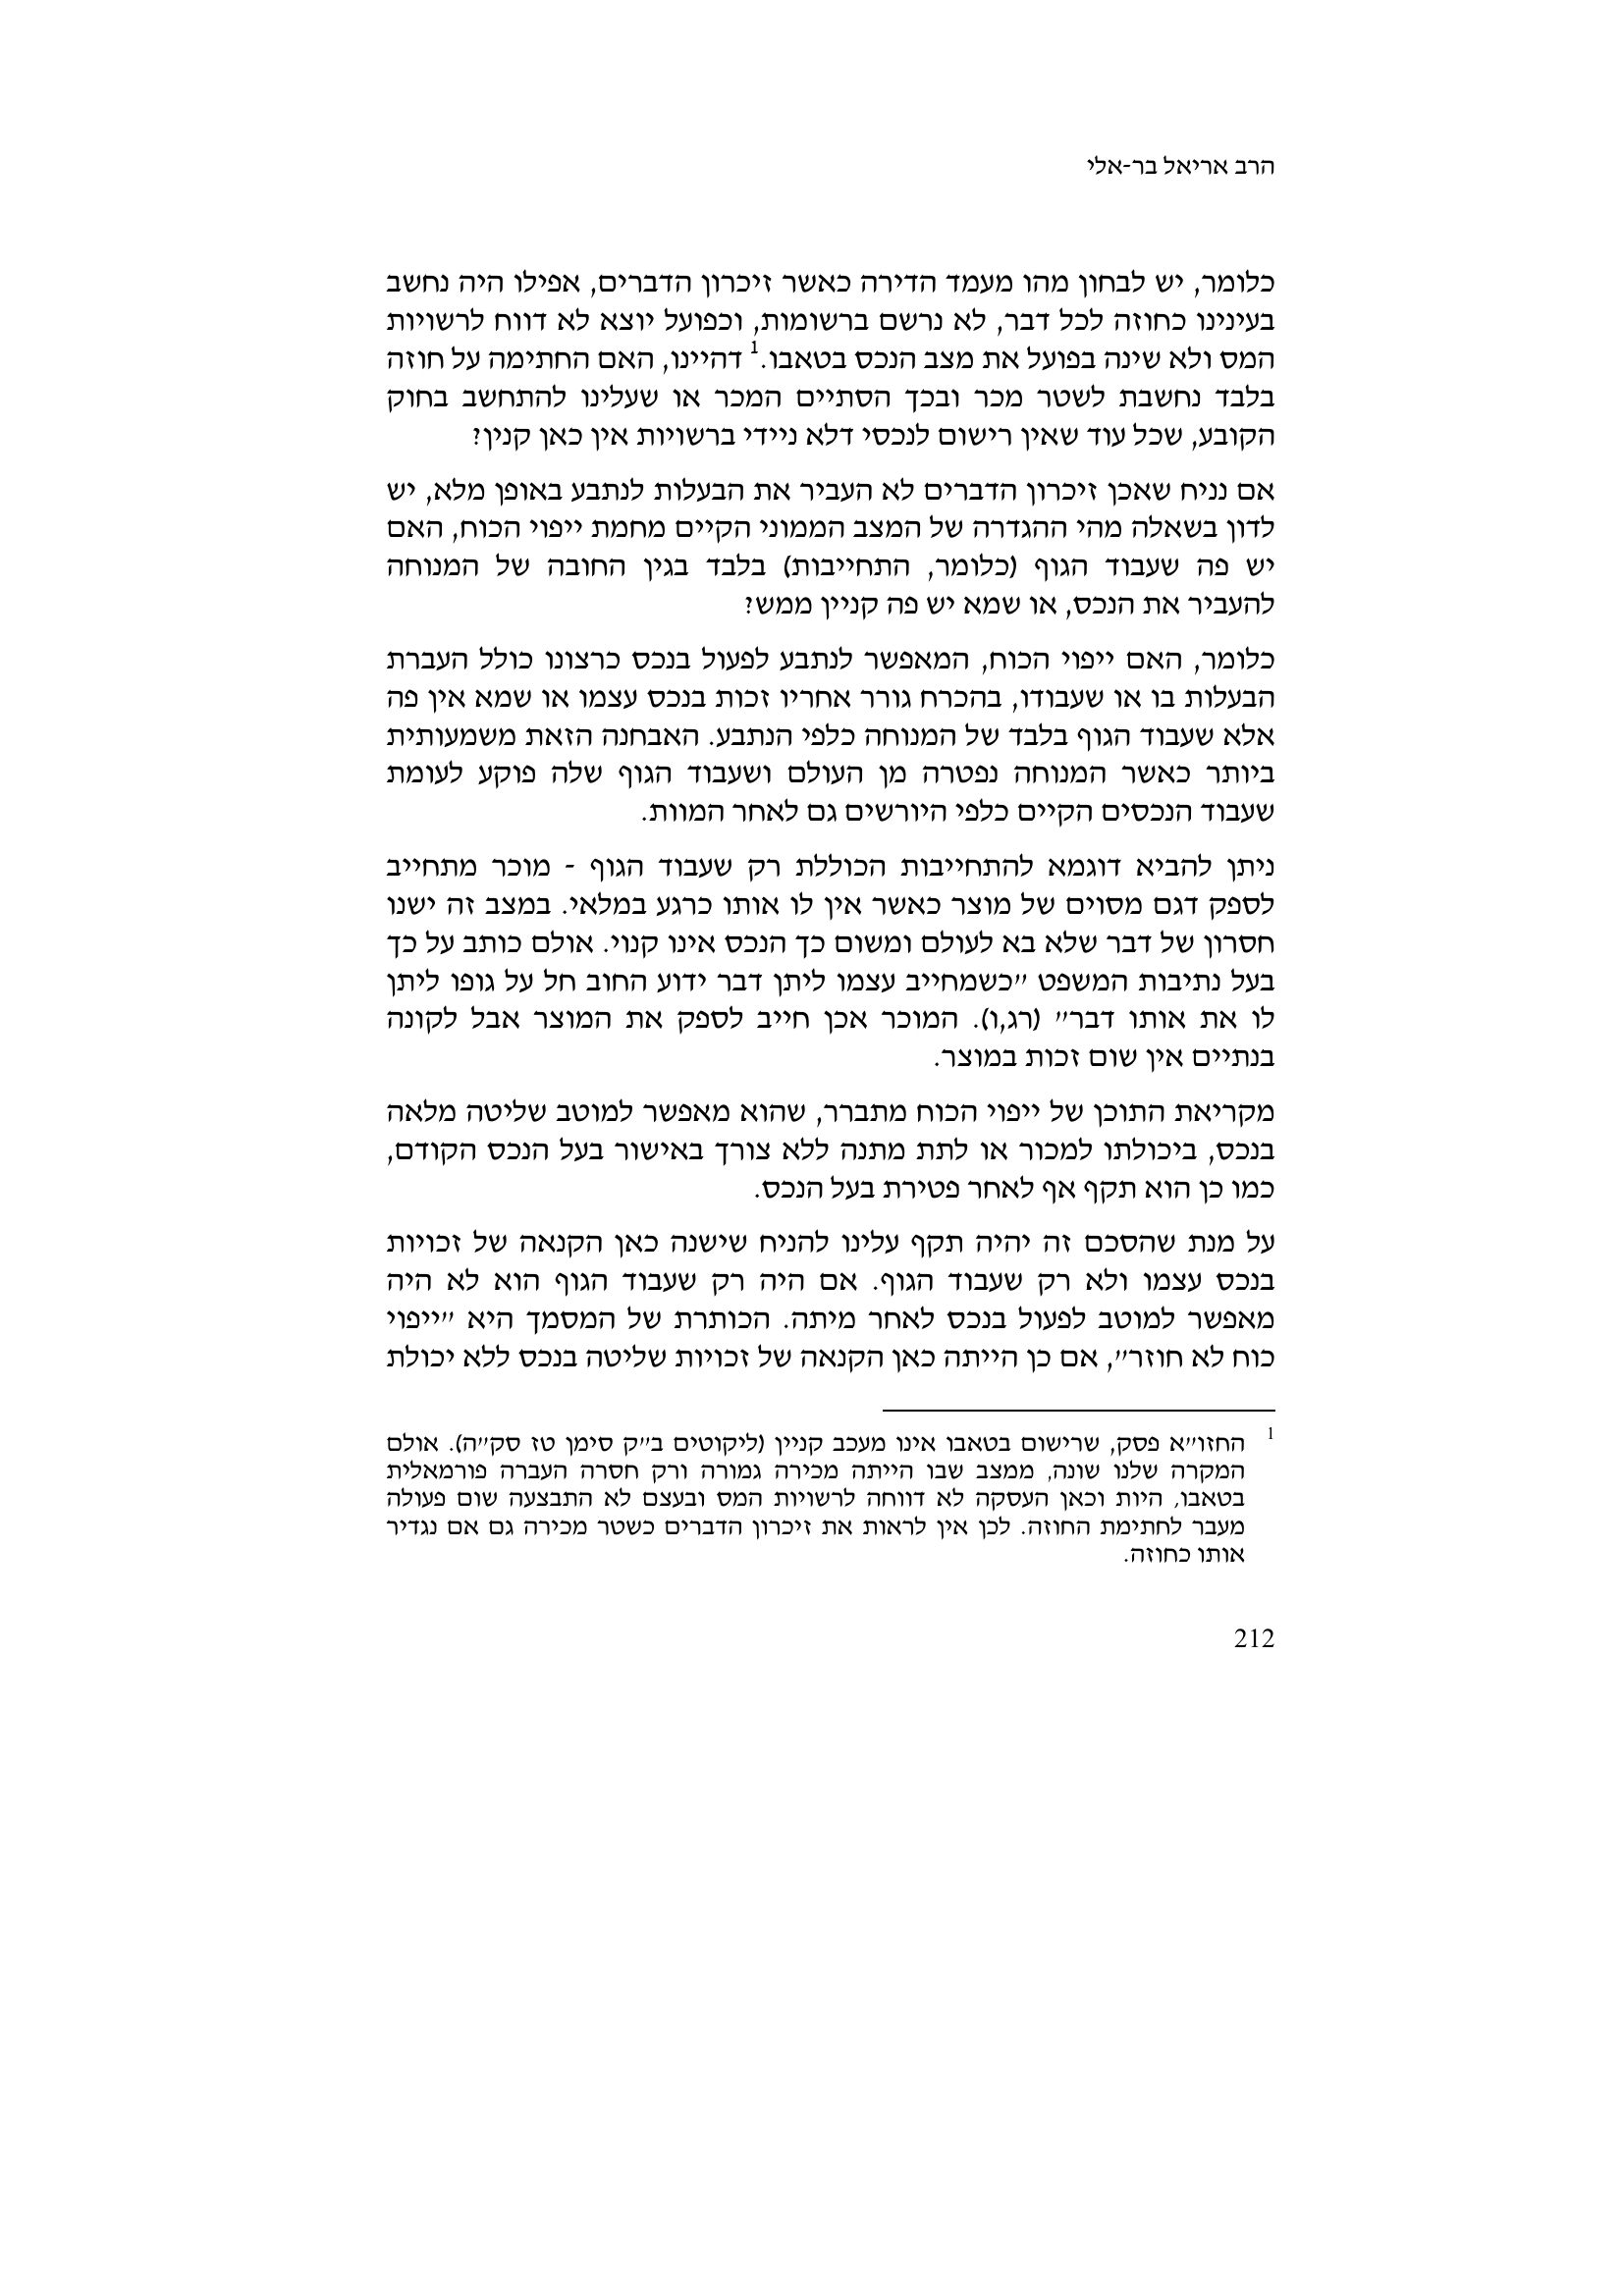 הרב אריאל בר-אלי
כלומר, יש לבחון מהו מעמד הדירה כאשר זיכרון הדברים, אפילו היה נחשב
בעינינו כחוזה לכל דבר, לא נרשם ברשומות, וכפועל יוצא לא דווח לרשויות
המס ולא שינה בפועל את מצב הנכס בטאבו.1 דהיינו, האם החתימה על חוזה
בלבד נחשבת לשטר מכר ובכך הסתיים המכר או שעלינו להתחשב בחוק
הקובע, שכל עוד שאין רישום לנכסי דלא ניידי ברשויות אין כאן קנין?
אם נניח שאכן זיכרון הדברים לא העביר את הבעלות לנתבע באופן מלא, יש
לדון בשאלה מהי ההגדרה של המצב הממוני הקיים מחמת ייפוי הכוח, האם
יש פה שעבוד הגוף (כלומר, התחייבות) בלבד בגין החובה של המנוחה
להעביר את הנכס, או שמא יש פה קניין ממש?
כלומר, האם ייפוי הכוח, המאפשר לנתבע לפעול בנכס כרצונו כולל העברת
הבעלות בו או שעבודו, בהכרח גורר אחריו זכות בנכס עצמו או שמא אין פה
אלא שעבוד הגוף בלבד של המנוחה כלפי הנתבע. האבחנה הזאת משמעותית
ביותר כאשר המנוחה נפטרה מן העולם ושעבוד הגוף שלה פוקע לעומת
שעבוד הנכסים הקיים כלפי היורשים גם לאחר המוות.
ניתן להביא דוגמא להתחייבות הכוללת רק שעבוד הגוף - מוכר מתחייב
לספק דגם מסוים של מוצר כאשר אין לו אותו כרגע במלאי. במצב זה ישנו
חסרון של דבר שלא בא לעולם ומשום כך הנכס אינו קנוי. אולם כותב על כך
בעל נתיבות המשפט "כשמחייב עצמו ליתן דבר ידוע החוב חל על גופו ליתן
לו את אותו דבר" (רג,ו). המוכר אכן חייב לספק את המוצר אבל לקונה
בנתיים אין שום זכות במוצר.
מקריאת התוכן של ייפוי הכוח מתברר, שהוא מאפשר למוטב שליטה מלאה
בנכס, ביכולתו למכור או לתת מתנה ללא צורך באישור בעל הנכס הקודם,
כמו כן הוא תקף אף לאחר פטירת בעל הנכס.
על מנת שהסכם זה יהיה תקף עלינו להניח שישנה כאן הקנאה של זכויות
בנכס עצמו ולא רק שעבוד הגוף. אם היה רק שעבוד הגוף הוא לא היה
מאפשר למוטב לפעול בנכס לאחר מיתה. הכותרת של המסמך היא "ייפוי
כוח לא חוזר", אם כן הייתה כאן הקנאה של זכויות שליטה בנכס ללא יכולת
1 החזו"א פסק, שרישום בטאבו אינו מעכב קניין (ליקוטים ב"ק סימן טז סק"ה). אולם
המקרה שלנו שונה, ממצב שבו הייתה מכירה גמורה ורק חסרה העברה פורמאלית
בטאבו, היות וכאן העסקה לא דווחה לרשויות המס ובעצם לא התבצעה שום פעולה
מעבר לחתימת החוזה. לכן אין לראות את זיכרון הדברים כשטר מכירה גם אם נגדיר
אותו כחוזה.
212